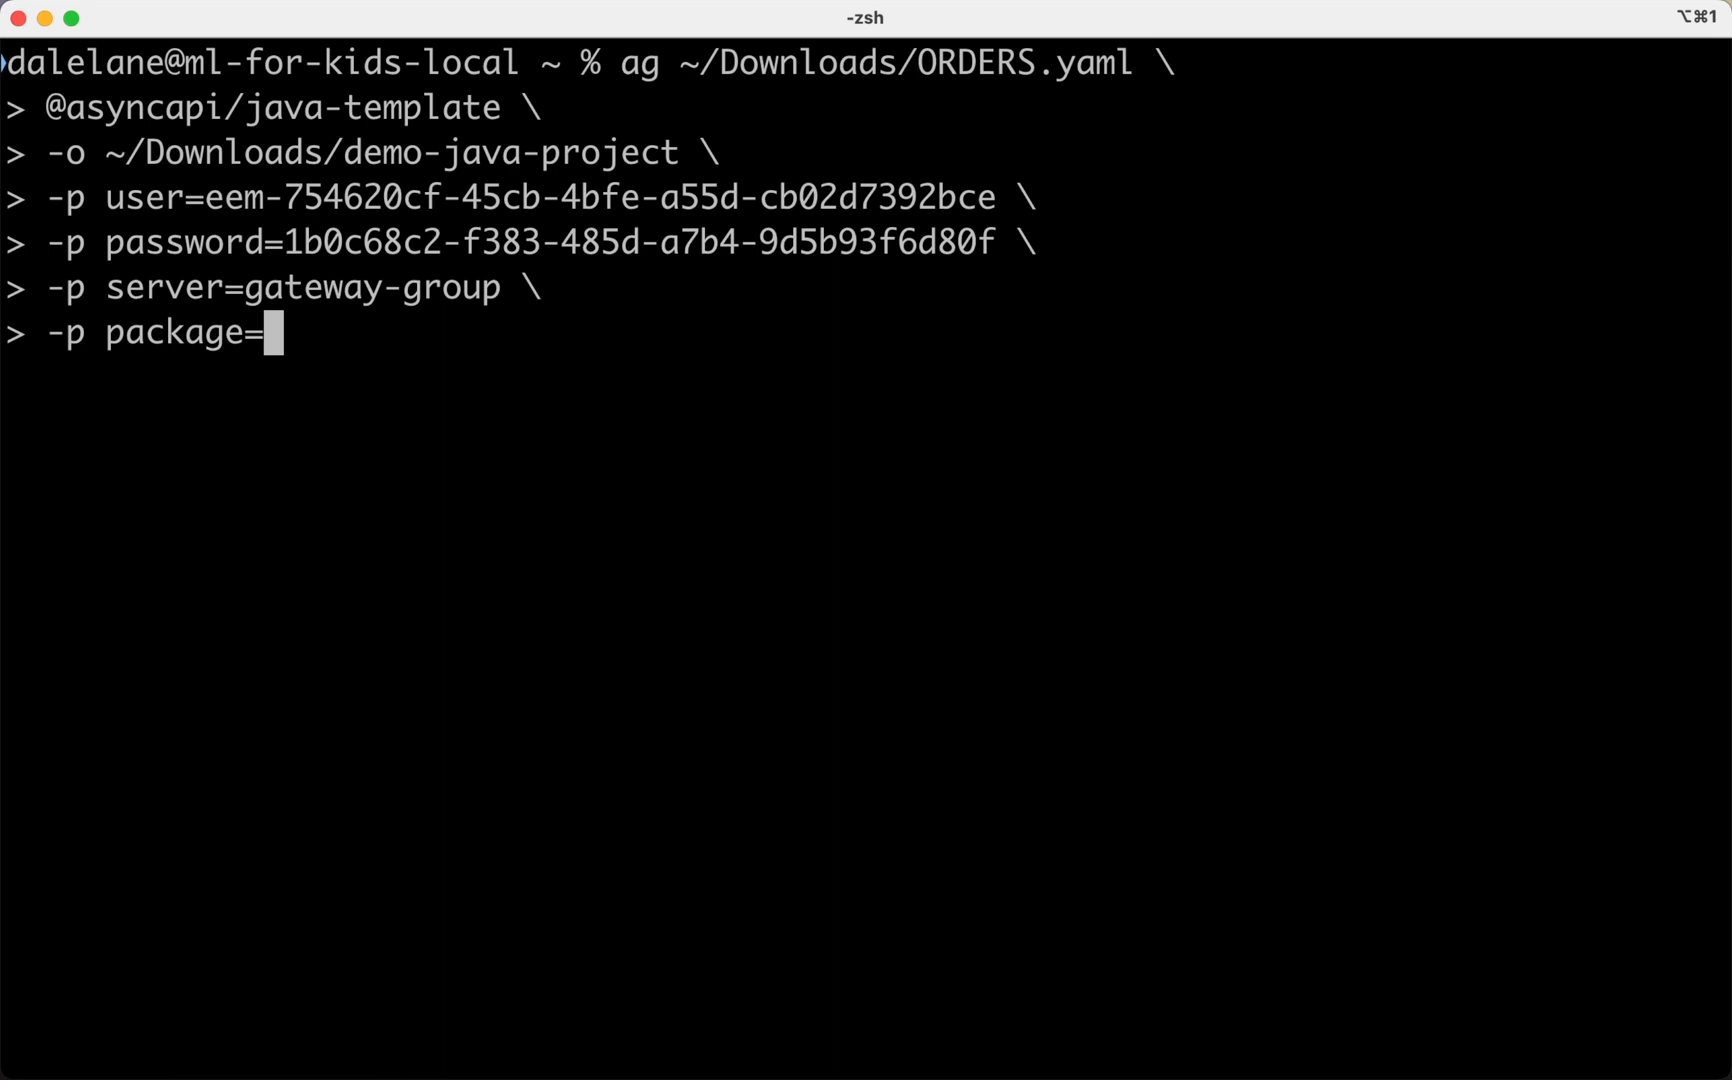 -zsh
⌥⌘1
dalelane@ml-for-kids-local ~ % ag ~/Downloads/ORDERS.yaml \
> @asyncapi/java-template \
> -o ~/Downloads/demo-java-project \
> -p user=eem-754620cf-45cb-4bfe-a55d-cb02d7392bce \
> -p password=1b0c68c2-f383-485d-a7b4-9d5b93f6d80f \
> -p server=gateway-group \
> -p package=